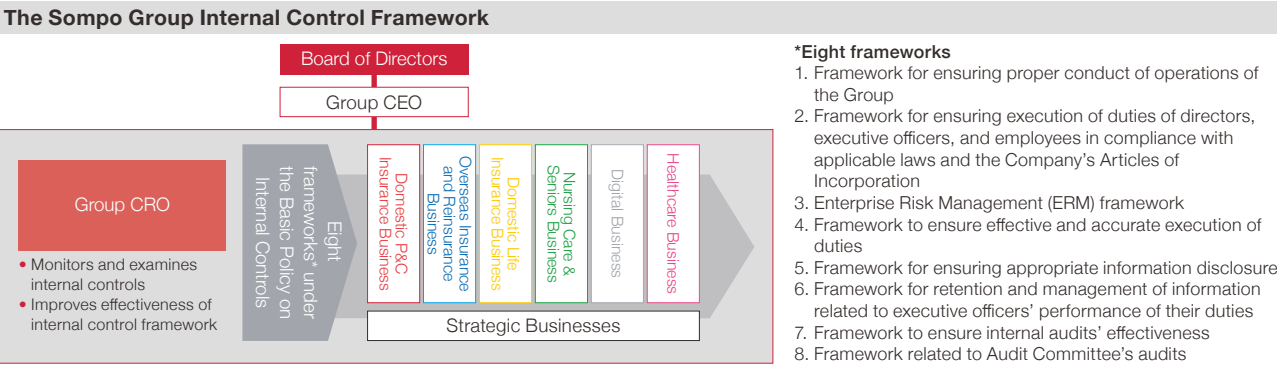 The Sompo Group Internal Control Framework
Board of Directors
Group CEO
Group CRO
• Monitors and examines
internal controls
• Improves effectiveness of
internal control framework
Eight
frameworks* under
the Basic Policy on
Internal Controls
Domestic P&C
Insurance Business
Overseas Insurance
and Reinsurance
Business
Domestic Life
Insurance Business
Nursing Care &
Seniors Business
Digital Business
Healthcare Business
Strategic Businesses
*Eight frameworks
1. Framework for ensuring proper conduct of operations of
the Group
2. Framework for ensuring execution of duties of directors,
executive officers, and employees in compliance with
applicable laws and the Company’s Articles of
Incorporation
3. Enterprise Risk Management (ERM) framework
4. Framework to ensure effective and accurate execution of
duties
5. Framework for ensuring appropriate information disclosure
6. Framework for retention and management of information
related to executive officers’ performance of their duties
7. Framework to ensure internal audits’ effectiveness
8. Framework related to Audit Committee’s audits